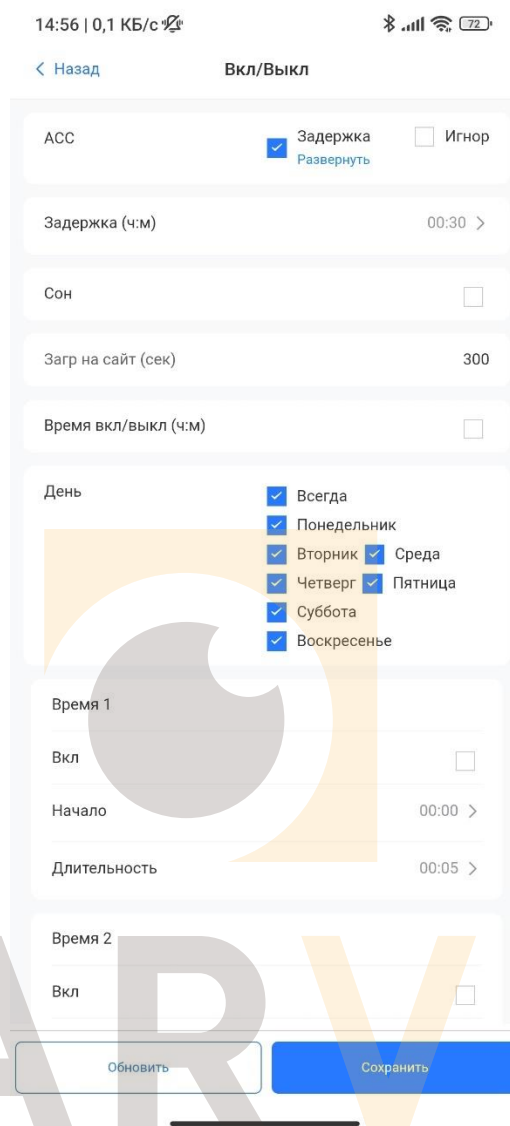 14:56 | 0,1 КБ/с
72
Назад
Вкл/Выкл
ACC
Задержка
Игнор
Развернуть
Задержка (ч:м)
00:30
Сон
Загр на сайт (сек)
300
Время вкл/выкл (ч:м)
День
Всегда
Понедельник
Вторник Среда
Четверг Пятница
Суббота
Воскресенье
Время 1
Вкл
Начало 00:00
Длительность 00:05
Время 2
Вкл
Обновить Сохранить
ARV